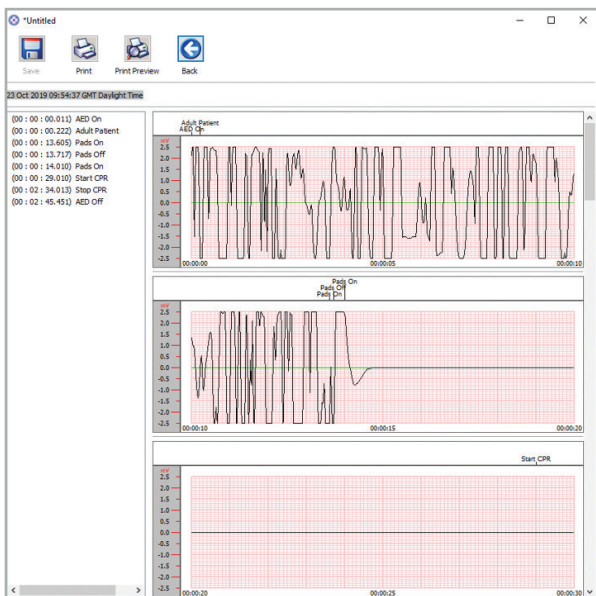 *Untitled
Save Print Print Preview Back
23 Oct 2019 09:54:37 GMT Daylight Time
(00 : 00 : 00.011) AED On
(00 : 00 : 00.222) Adult Patient
(00 : 00 : 13.605) Pads On
(00 : 00 : 13.717) Pads Off
(00 : 00 : 14.010) Pads On
(00 : 00 : 29.010) Start CPR
(00 : 02 : 34.013) Stop CPR
(00 : 02 : 45.451) AED Off
Adult Patient
AED On
mV
2.5
2.0
1.5
1.0
0.5
0.0
-0.5
-1.0
-1.5
-2.0
-2.5
00:00:00 00:00:05 00:00:10
Pads On
Pads Off
Pads On
mV
2.5
2.0
1.5
1.0
0.5
0.0
-0.5
-1.0
-1.5
-2.0
-2.5
00:00:10 00:00:15 00:00:20
Start CPR
mV
2.5
2.0
1.5
1.0
0.5
0.0
-0.5
-1.0
-1.5
-2.0
-2.5
00:00:20 00:00:25 00:00:30